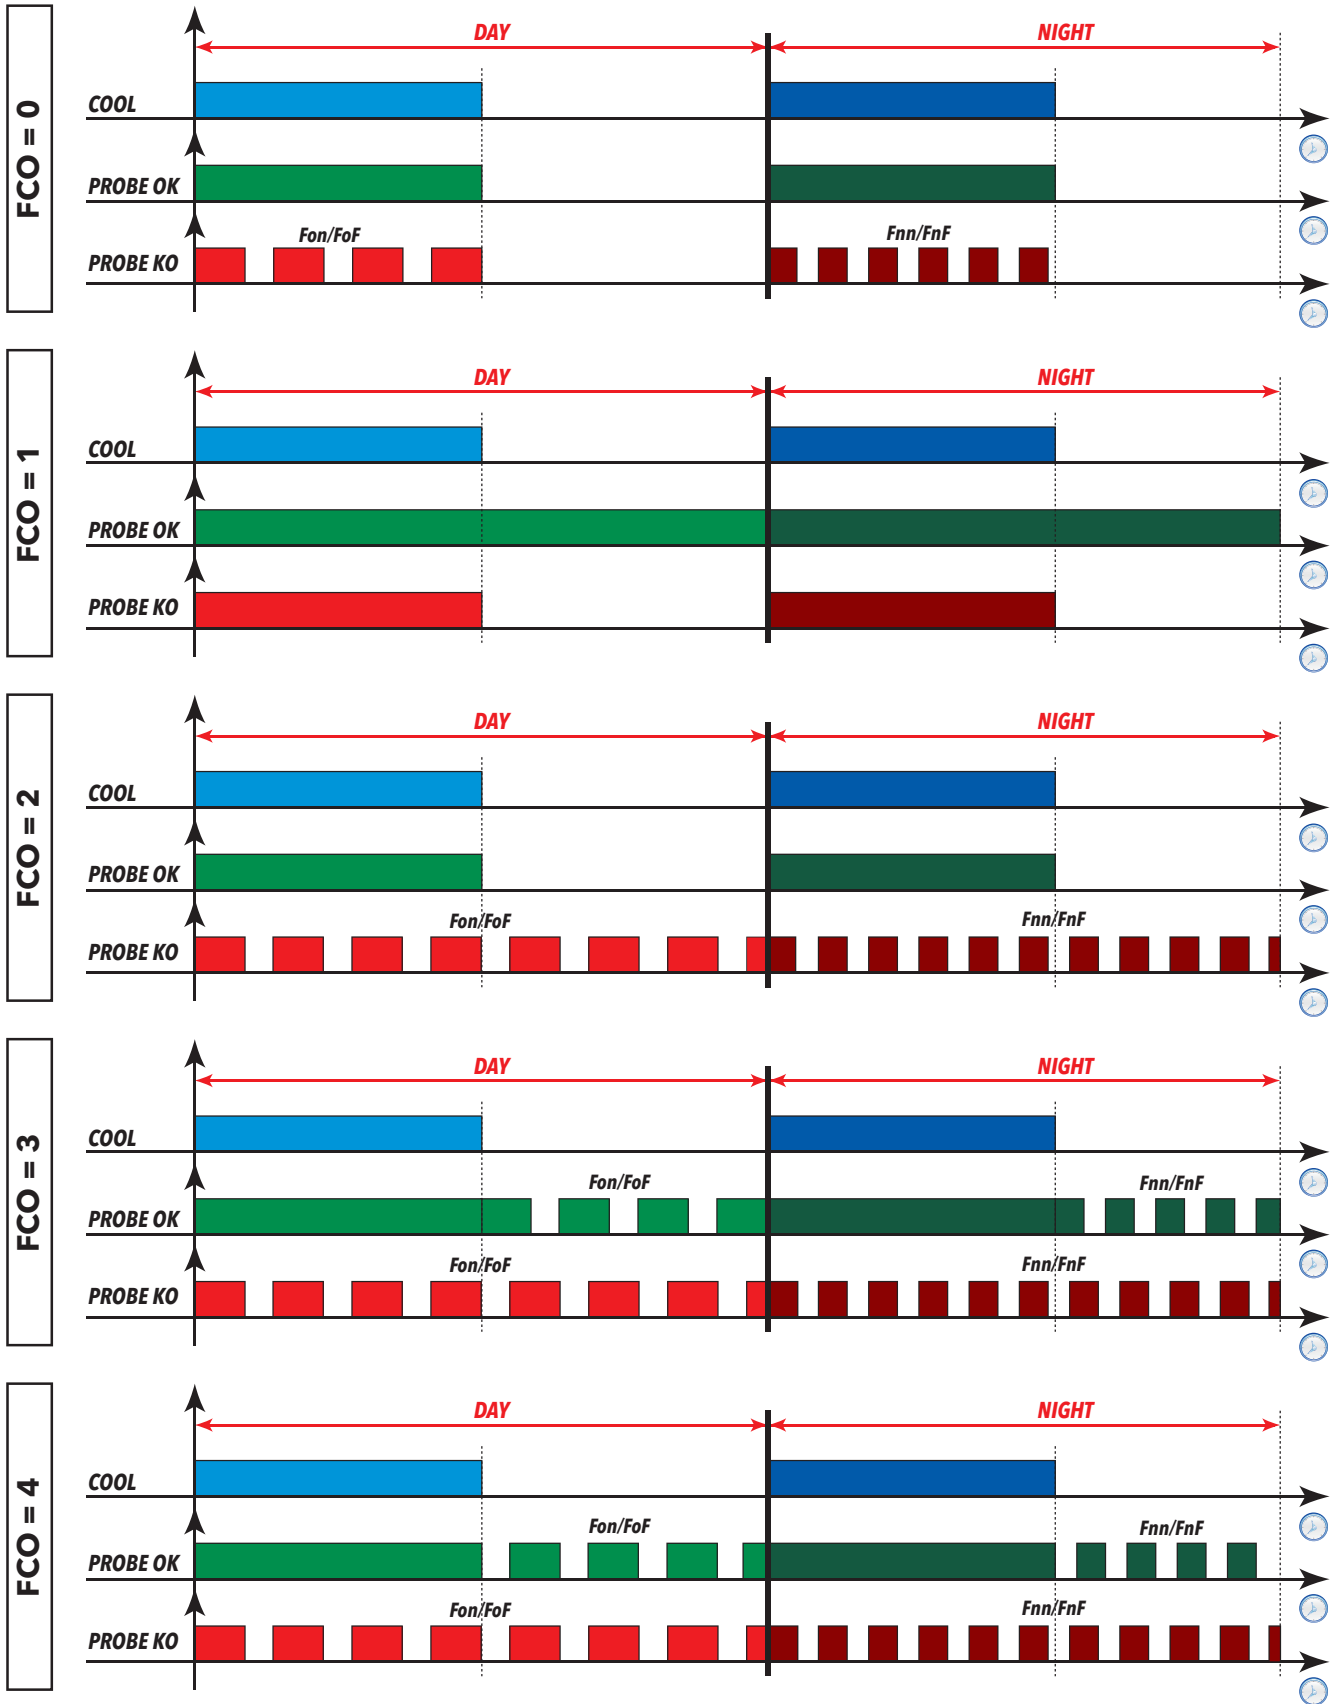 FCO = 0
DAY
NIGHT
COOL
PROBE OK
Fon/FoF
Fnn/FnF
PROBE KO
FCO = 1
DAY
NIGHT
COOL
PROBE OK
PROBE KO
FCO = 2
DAY
NIGHT
COOL
PROBE OK
Fon/FoF
Fnn/FnF
PROBE KO
FCO = 3
DAY
NIGHT
COOL
Fon/FoF
Fnn/FnF
PROBE OK
Fon/FoF
Fnn/FnF
PROBE KO
FCO = 4
DAY
NIGHT
COOL
Fon/FoF
Fnn/FnF
PROBE OK
Fon/FoF
Fnn/FnF
PROBE KO